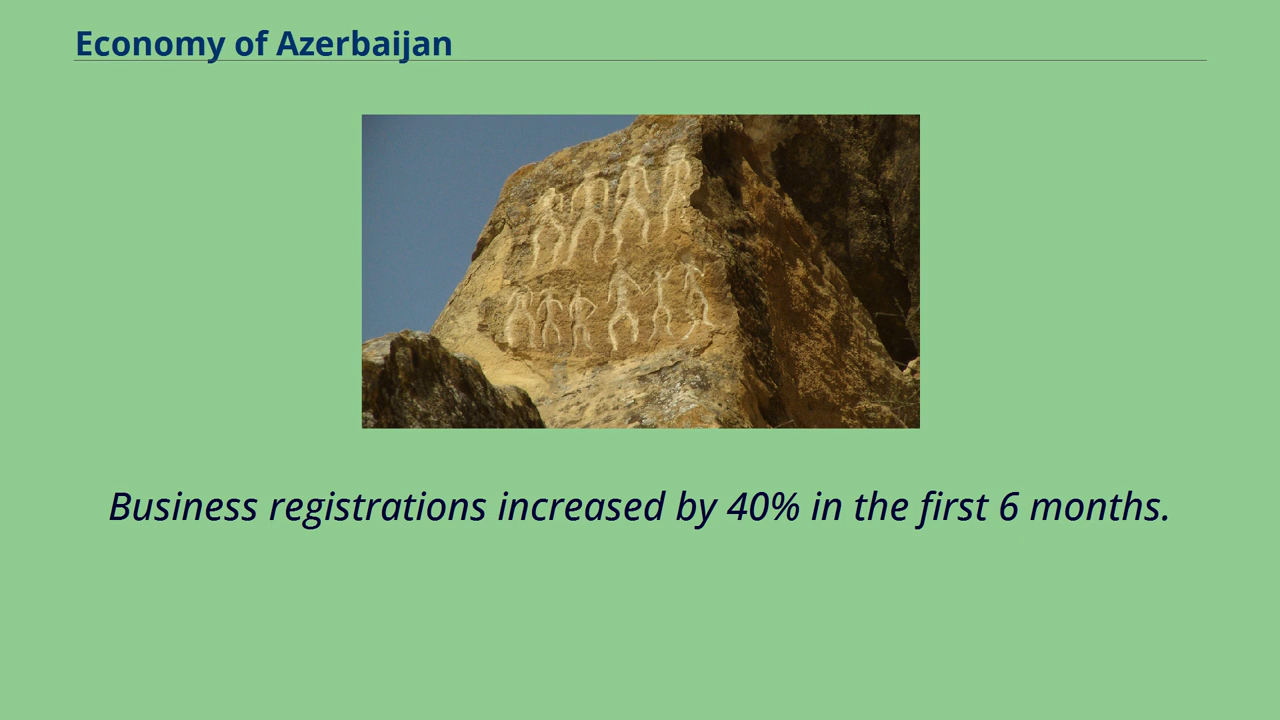 Economy of Azerbaijan
Business registrations increased by 40% in the first 6 months.